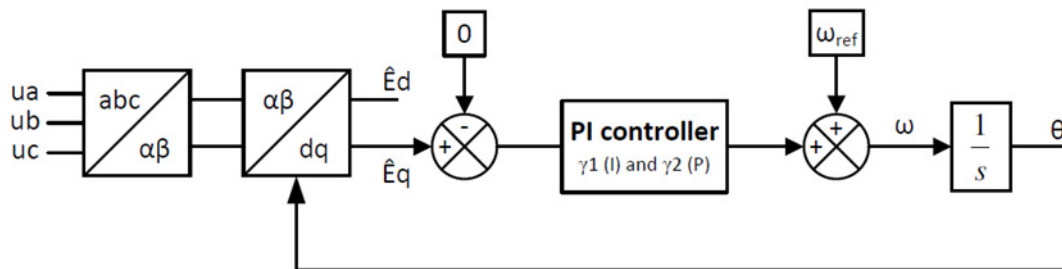 0
ωref
ua
ub
uc
abc
αβ
αβ
dq
Êd
Êq
-
+
PI controller
γ1 (I) and γ2 (P)
+
+
ω
1
s
θ